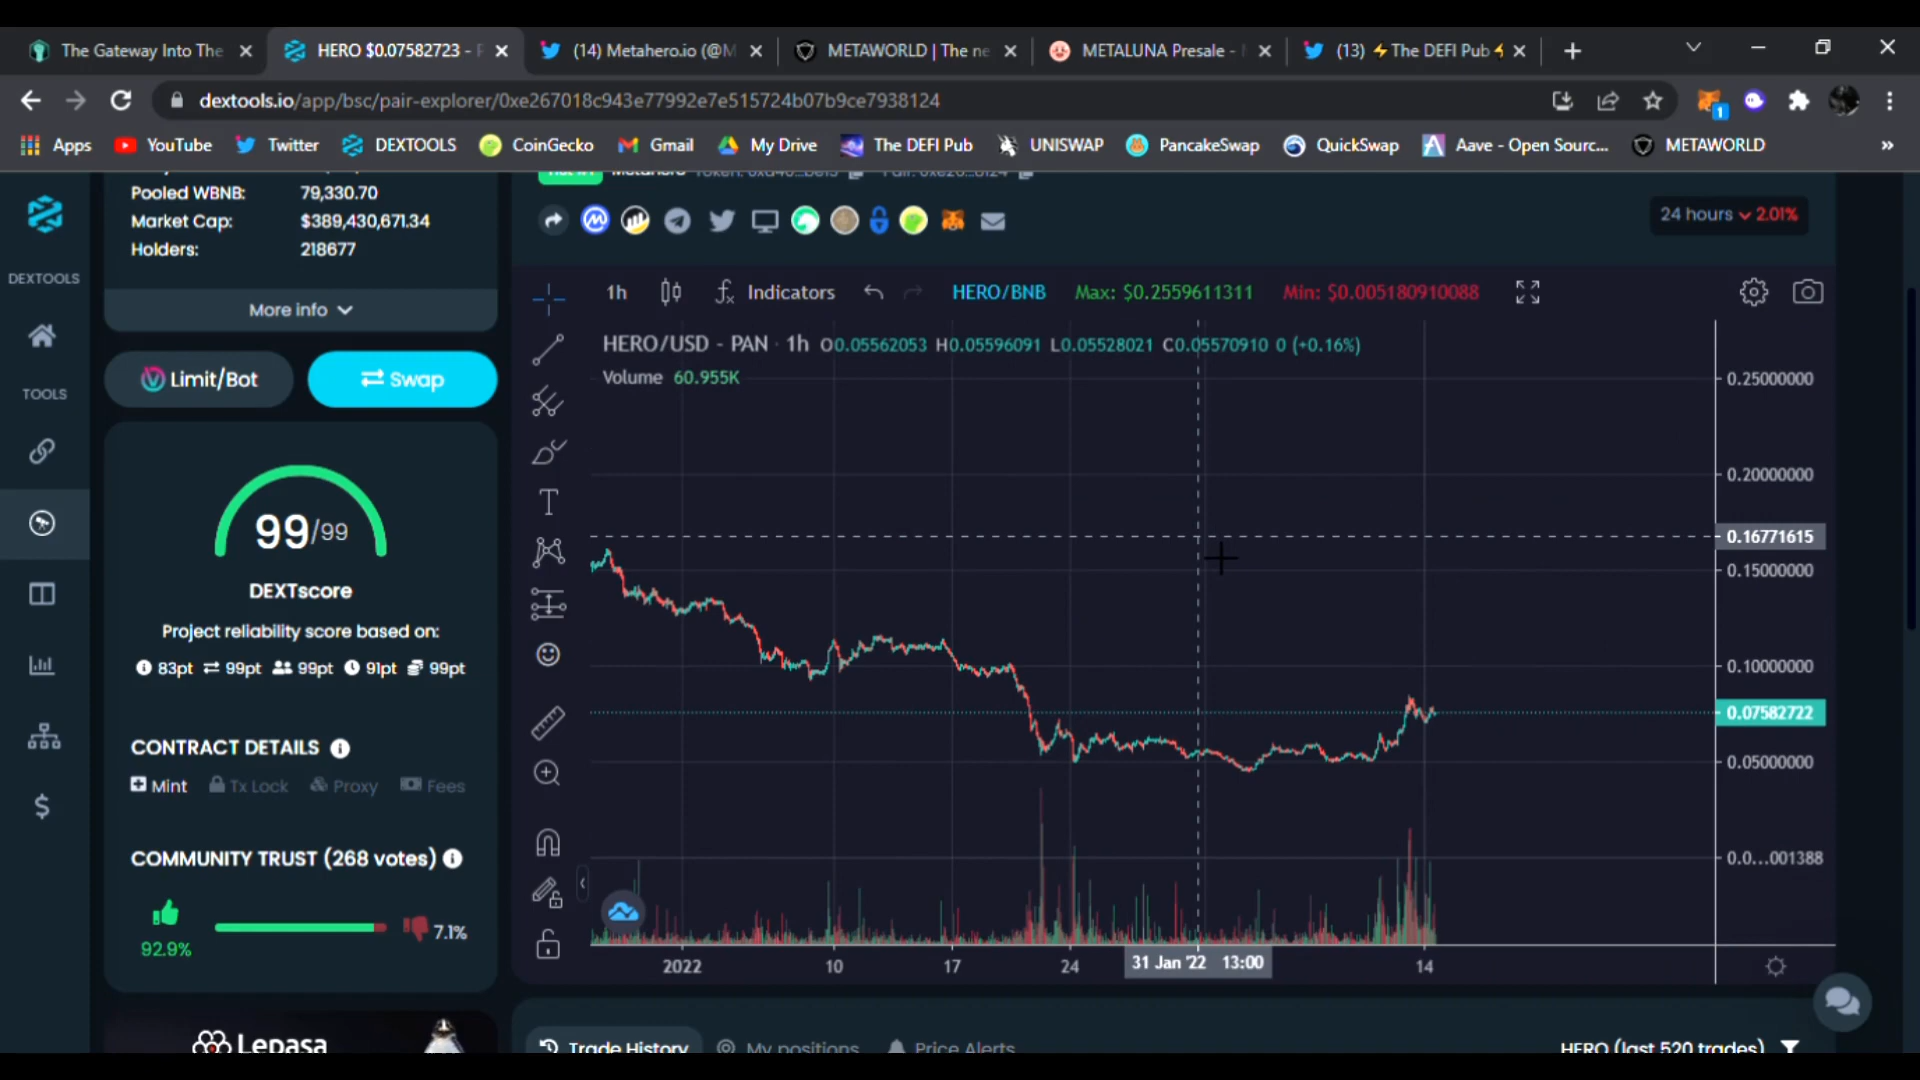 The Gateway Into The
HERO $0.07582723 - P
(14) Metahero.io (@M
METAWORLD | The ne
METALUNA Presale -
(13) ⚡The DEFI Pub⚡
dextools.io/app/bsc/pair-explorer/0xe267018c943e77992e7e515724b07b9ce7938124
1
Apps YouTube Twitter DEXTOOLS CoinGecko Gmail My Drive The DEFI Pub UNISWAP PancakeSwap QuickSwap Aave - Open Sourc... METAWORLD »
DEXTOOLS
TOOLS
Pooled WBNB: 79,330.70
Market Cap: $389,430,671.34
Holders: 218677
More info
Limit/Bot
Swap
99/99
DEXTscore
Project reliability score based on:
83pt 99pt 99pt 91pt 99pt
CONTRACT DETAILS
Mint Tx Lock Proxy Fees
COMMUNITY TRUST (268 votes)
92.9%
7.1%
Lepasa
24 hours 2.01%
1h Indicators HERO/BNB Max: $0.2559611311 Min: $0.005180910088
HERO/USD - PAN · 1h O0.05562053 H0.05596091 L0.05528021 C0.05570910 0 (+0.16%)
Volume 60.955K
0.25000000
0.20000000
0.16771615
0.15000000
0.10000000
0.07582722
0.05000000
0.0...001388
2022 10 17 24 31 Jan '22 13:00 14
Trade History My positions Price Alerts HERO (last 520 trades)